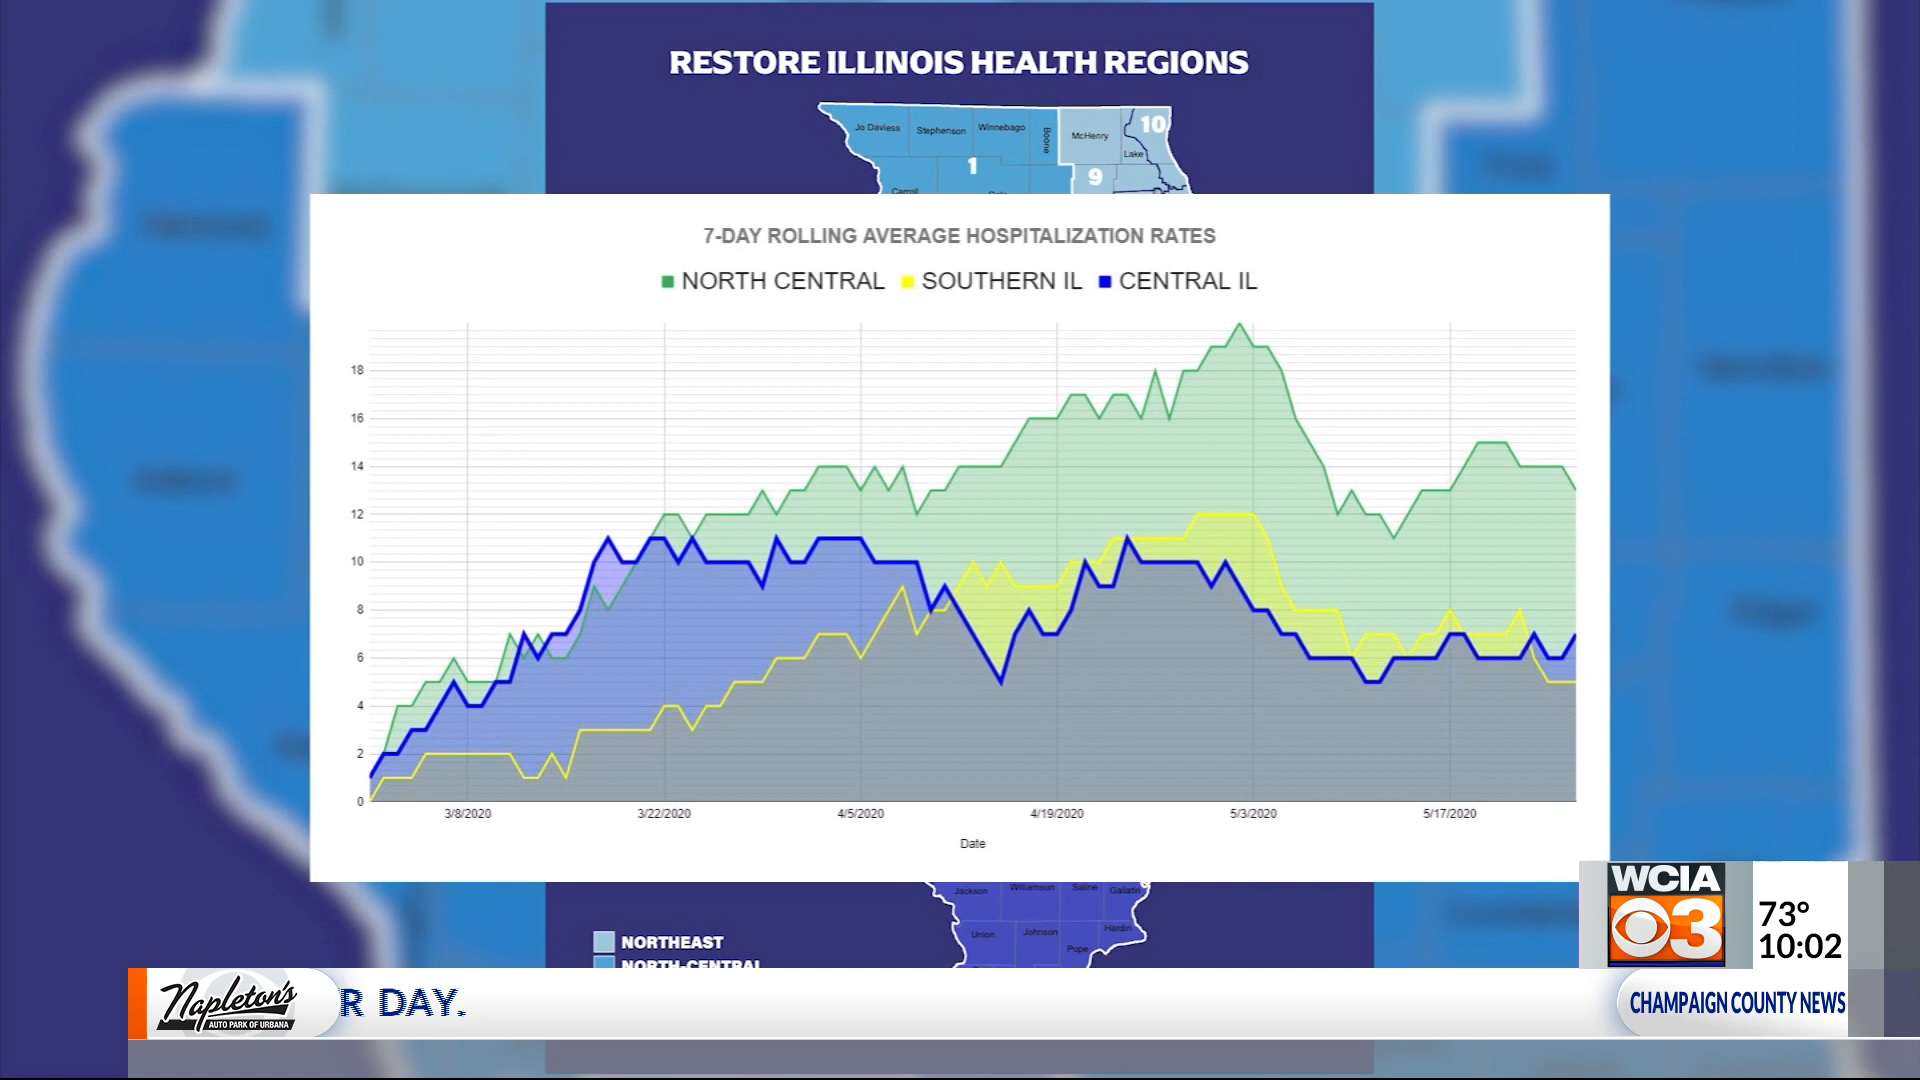 RESTORE ILLINOIS HEALTH REGIONS
Jo Daviess
Stephenson
Winnebago
Boone
McHenry
10
Lake
1
9
Carroll
7-DAY ROLLING AVERAGE HOSPITALIZATION RATES
NORTH CENTRAL
SOUTHERN IL
CENTRAL IL
18
16
14
12
10
8
6
4
2
0
3/8/2020
3/22/2020
4/5/2020
4/19/2020
5/3/2020
5/17/2020
Date
Jackson
Williamson
Saline
Gallatin
Union
Johnson
Pope
Hardin
NORTHEAST
NORTH-CENTRAL
WCIA
3
73°
10:02
Napleton's
AUTO PARK OF URBANA
R DAY.
CHAMPAIGN COUNTY NEWS